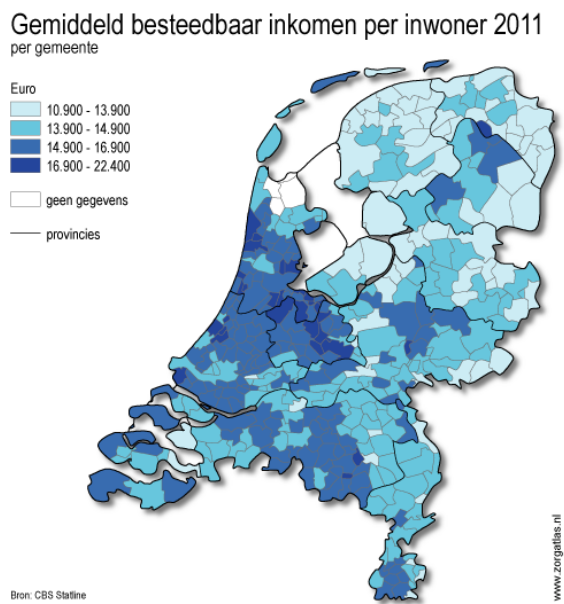 Gemiddeld besteedbaar inkomen per inwoner 2011
per gemeente
Euro
10.900 - 13.900
13.900 - 14.900
14.900 - 16.900
16.900 - 22.400
geen gegevens
provincies
www.zorgatlas.nl
Bron: CBS Statline